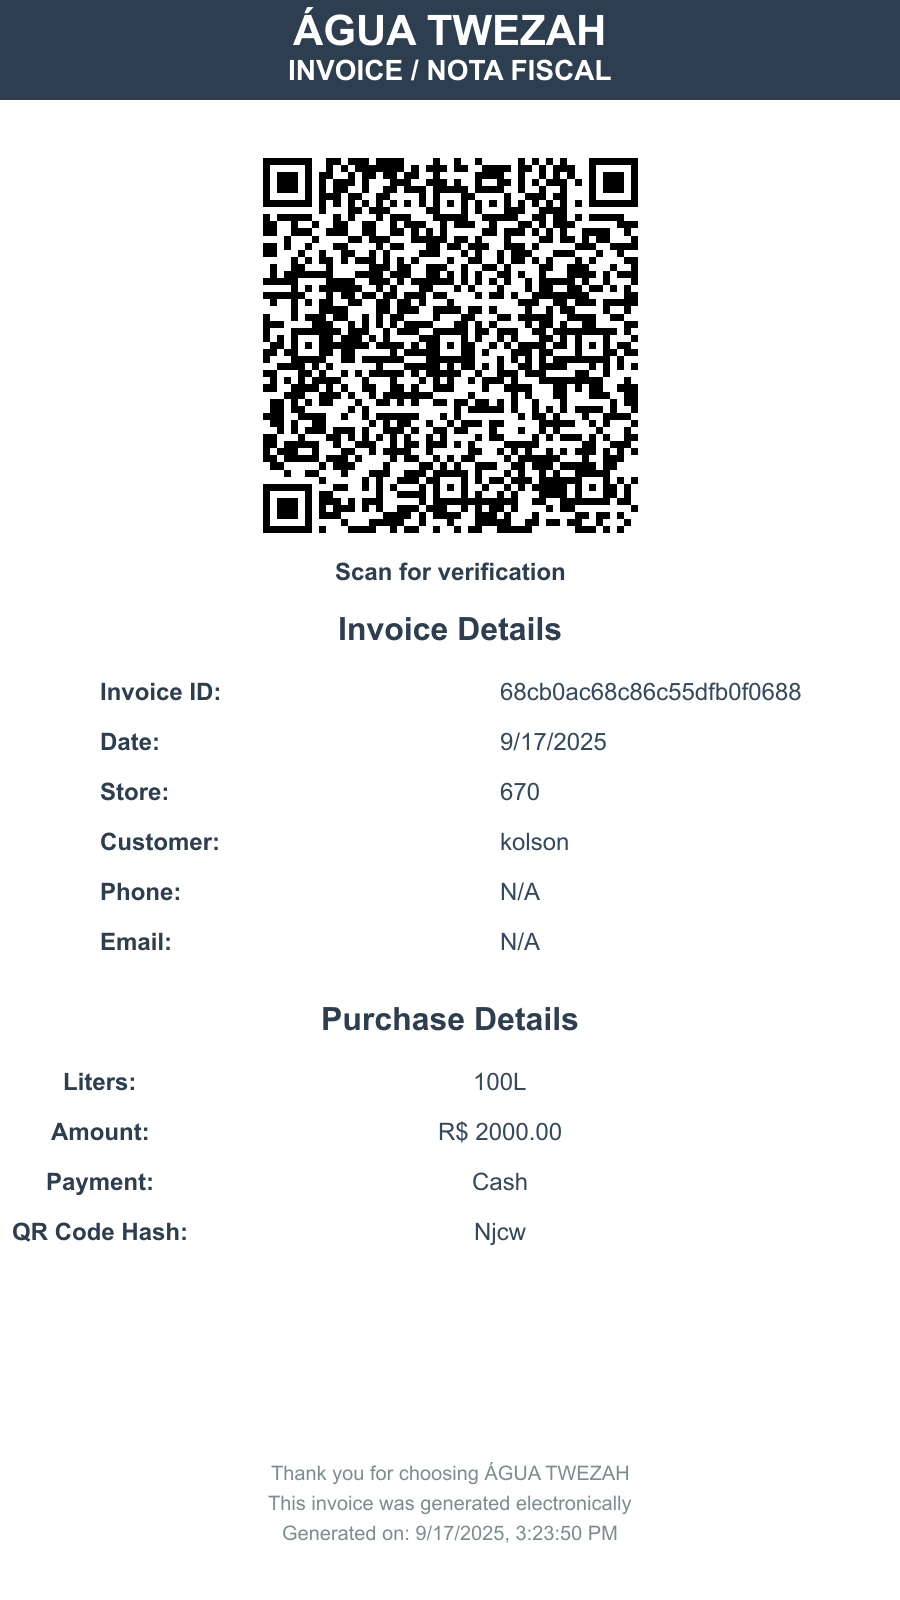 ÁGUA TWEZAH
INVOICE / NOTA FISCAL
Scan for verification
Invoice Details
Invoice ID: 68cb0ac68c86c55dfb0f0688
Date: 9/17/2025
Store: 670
Customer: kolson
Phone: N/A
Email: N/A
Purchase Details
Liters: 100L
Amount: R$ 2000.00
Payment: Cash
QR Code Hash: Njcw
Thank you for choosing ÁGUA TWEZAH
This invoice was generated electronically
Generated on: 9/17/2025, 3:23:50 PM